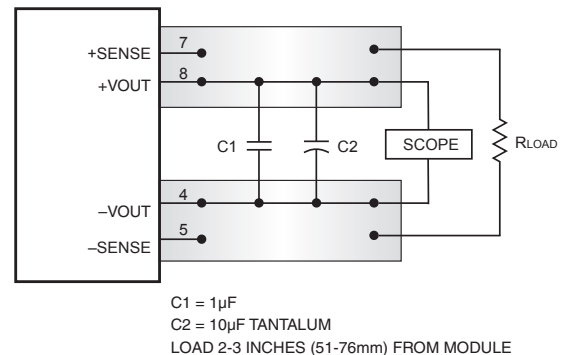 +SENSE 7
+VOUT 8
C1 C2 SCOPE RLOAD
–VOUT 4
–SENSE 5
C1 = 1µF
C2 = 10µF TANTALUM
LOAD 2-3 INCHES (51-76mm) FROM MODULE